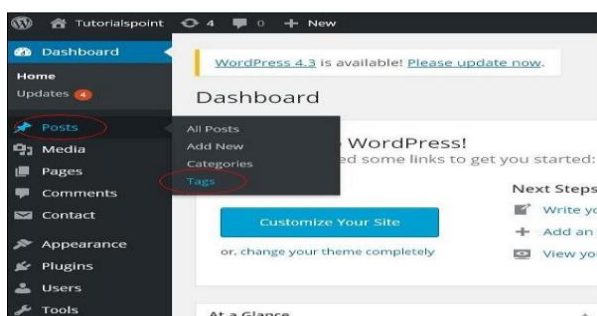 Tutorialspoint 4 0 + New
Dashboard
Home
Updates 4
Posts
Media
Pages
Comments
Contact
Appearance
Plugins
Users
Tools
All Posts
Add New
Categories
Tags
WordPress 4.3 is available! Please update now.
Dashboard
WordPress!
ed some links to get you started:
Customize Your Site
or, change your theme completely
Next Steps
Write yo
Add an
View yo
At a Glance